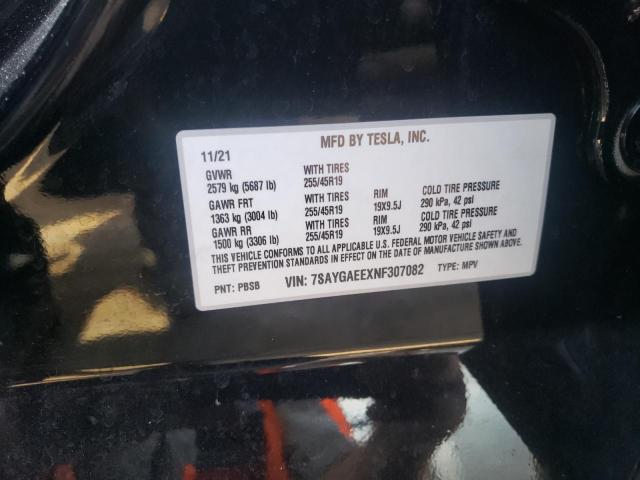 MFD BY TESLA, INC.
11/21
GVWR WITH TIRES
2579 kg (5687 lb) 255/45R19
GAWR FRT WITH TIRES RIM COLD TIRE PRESSURE
1363 kg (3004 lb) 255/45R19 19X9.5J 290 kPa, 42 psi
GAWR RR WITH TIRES RIM COLD TIRE PRESSURE
1500 kg (3306 lb) 255/45R19 19X9.5J 290 kPa, 42 psi
THIS VEHICLE CONFORMS TO ALL APPLICABLE U.S. FEDERAL MOTOR VEHICLE SAFETY AND
THEFT PREVENTION STANDARDS IN EFFECT ON THE DATE OF MANUFACTURE SHOWN ABOVE.
PNT: PBSB VIN: 7SAYGAEEXNF307082 TYPE: MPV